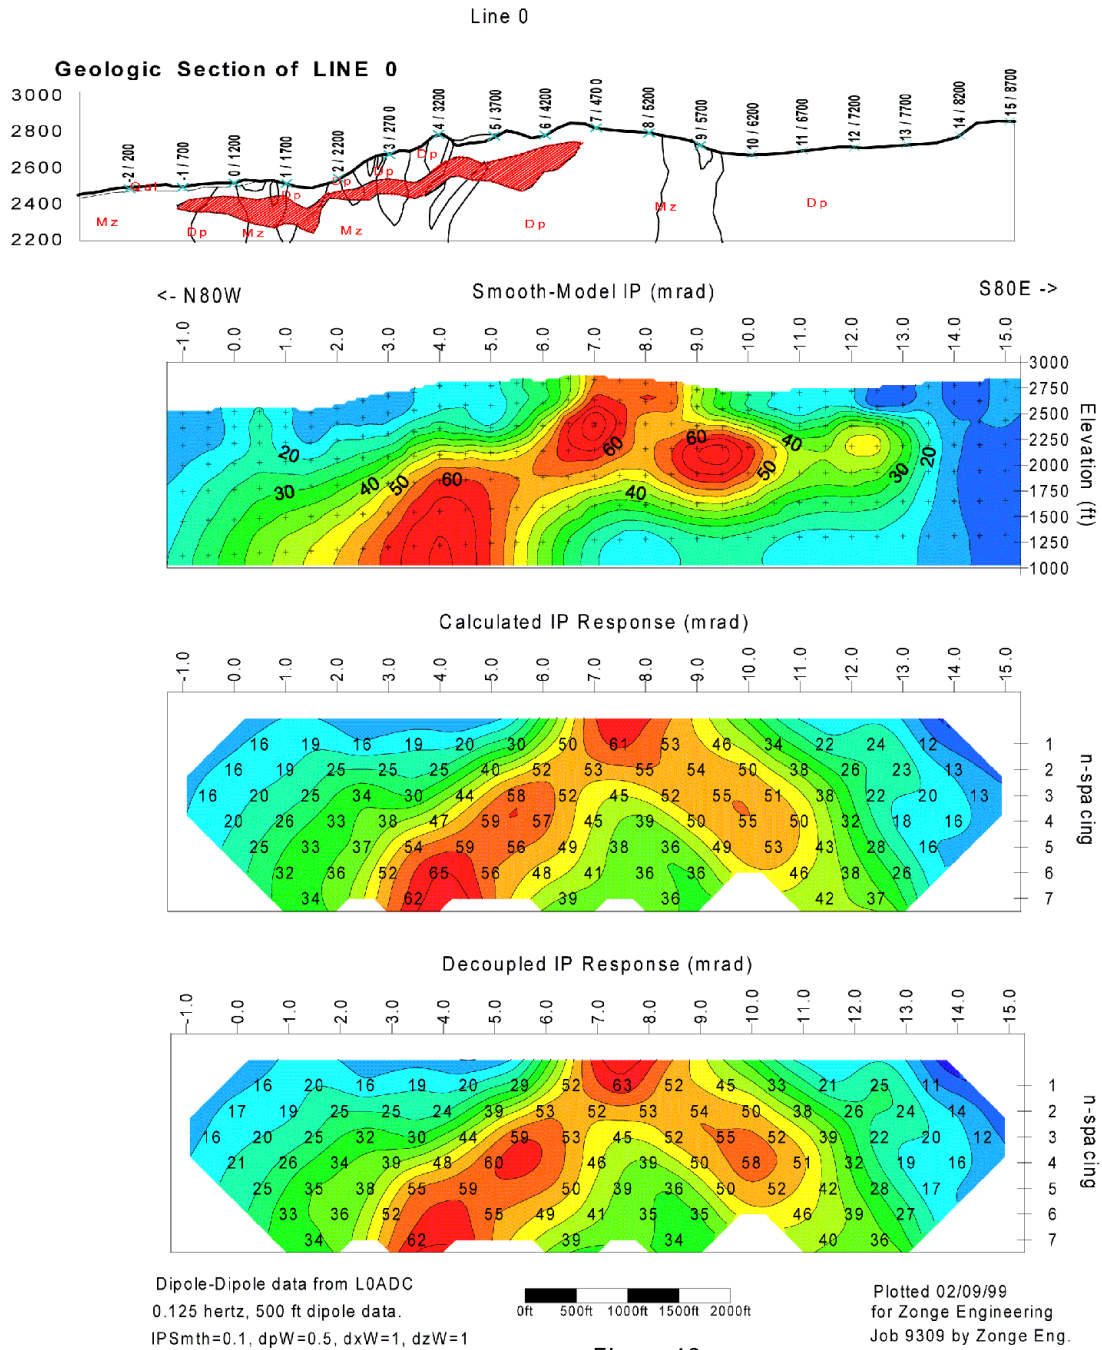 Line 0
Geologic Section of LINE 0
3000
2800
2600
2400
2200
-2 / 200
-1 / 700
0 / 1200
1 / 1700
2 / 2200
3 / 2700
4 / 3200
5 / 3700
6 / 4200
7 / 4700
8 / 5200
9 / 5700
10 / 6200
11 / 6700
12 / 7200
13 / 7700
14 / 8200
15 / 8700
Qal
Dp
Dp
Dp
Dp
Mz
Dp
Mz
Mz
Dp
Mz
Dp
<- N80W
Smooth-Model IP (mrad)
S80E ->
-1.0 0.0 1.0 2.0 3.0 4.0 5.0 6.0 7.0 8.0 9.0 10.0 11.0 12.0 13.0 14.0 15.0
3000
2750
2500
2250
2000
1750
1500
1250
1000
Elevation (ft)
20 30 40 50 60 60 40 60 50 40 30 20
Calculated IP Response (mrad)
-1.0 0.0 1.0 2.0 3.0 4.0 5.0 6.0 7.0 8.0 9.0 10.0 11.0 12.0 13.0 14.0 15.0
16 19 16 19 20 30 50 61 53 46 34 22 24 12 1
16 19 25 25 25 40 52 53 55 54 50 38 26 23 13 2
16 20 25 34 30 44 58 52 45 52 55 51 38 22 20 13 3
20 26 33 38 47 59 57 45 39 50 55 50 32 18 16 4
25 33 37 54 59 56 49 38 36 49 53 43 28 16 5
32 36 52 65 56 48 41 36 36 46 38 26 6
34 62 39 36 42 37 7
n-spacing
Decoupled IP Response (mrad)
-1.0 0.0 1.0 2.0 3.0 4.0 5.0 6.0 7.0 8.0 9.0 10.0 11.0 12.0 13.0 14.0 15.0
16 20 16 19 20 29 52 63 52 45 33 21 25 11 1
17 19 25 25 24 39 53 52 53 54 50 38 26 24 14 2
16 20 25 32 30 44 59 53 45 52 55 52 39 22 20 12 3
21 26 34 39 48 60 46 39 50 58 51 32 19 16 4
25 35 38 55 59 50 39 36 50 52 42 28 17 5
33 36 52 55 49 41 35 35 46 39 27 6
34 62 39 34 40 36 7
n-spacing
Dipole-Dipole data from L0ADC
0.125 hertz, 500 ft dipole data.
IPSmth=0.1, dpW=0.5, dxW=1, dzW=1
0ft 500ft 1000ft 1500ft 2000ft
Plotted 02/09/99
for Zonge Engineering
Job 9309 by Zonge Eng.